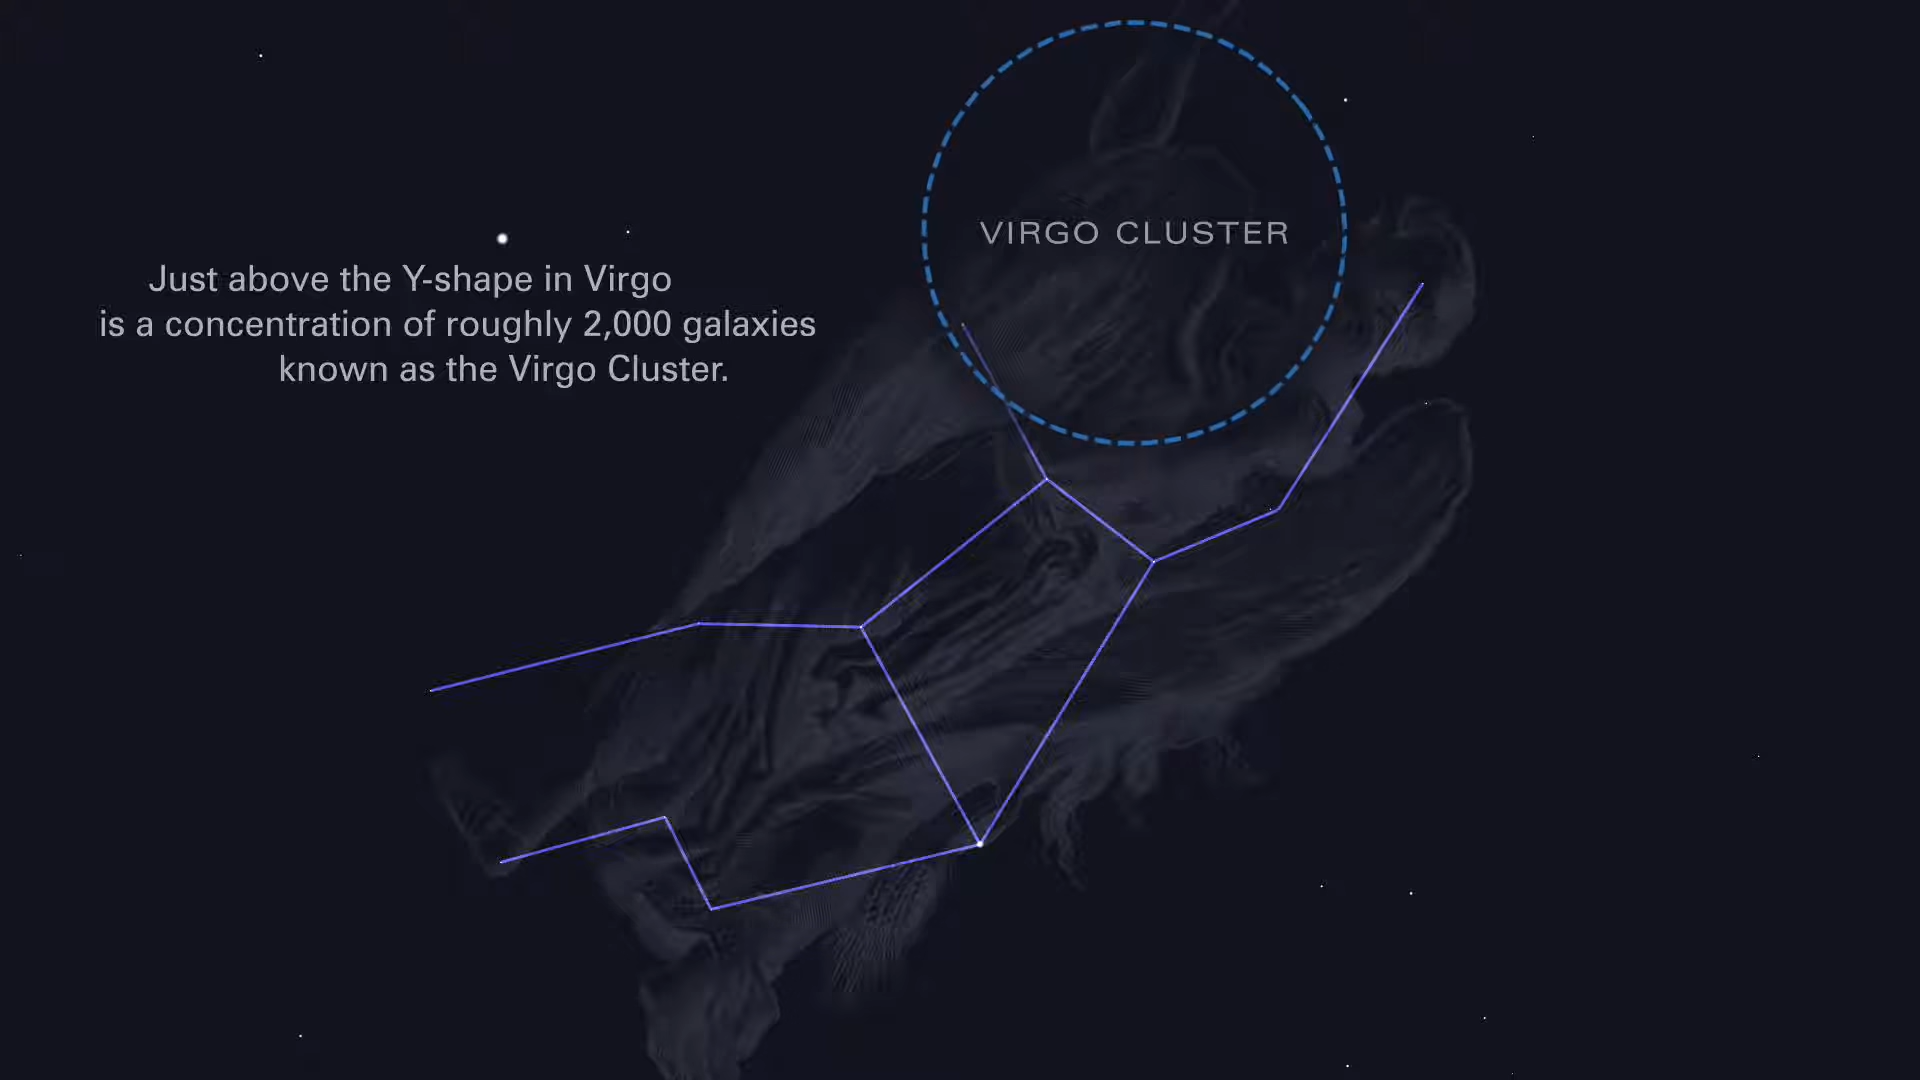 VIRGO CLUSTER
Just above the Y-shape in Virgo
is a concentration of roughly 2,000 galaxies
known as the Virgo Cluster.